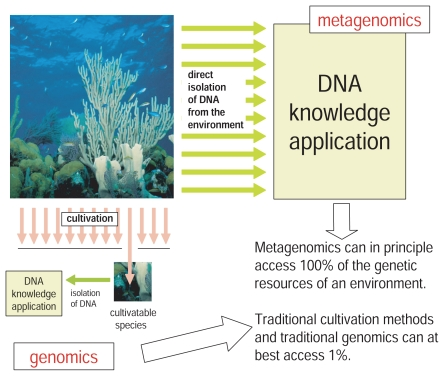 metagenomics
direct
isolation
of DNA
from the
environment
DNA
knowledge
application
cultivation
Metagenomics can in principle
access 100% of the genetic
resources of an environment.
DNA
knowledge
application
isolation
of DNA
cultivatable
species
Traditional cultivation methods
and traditional genomics can at
best access 1%.
genomics